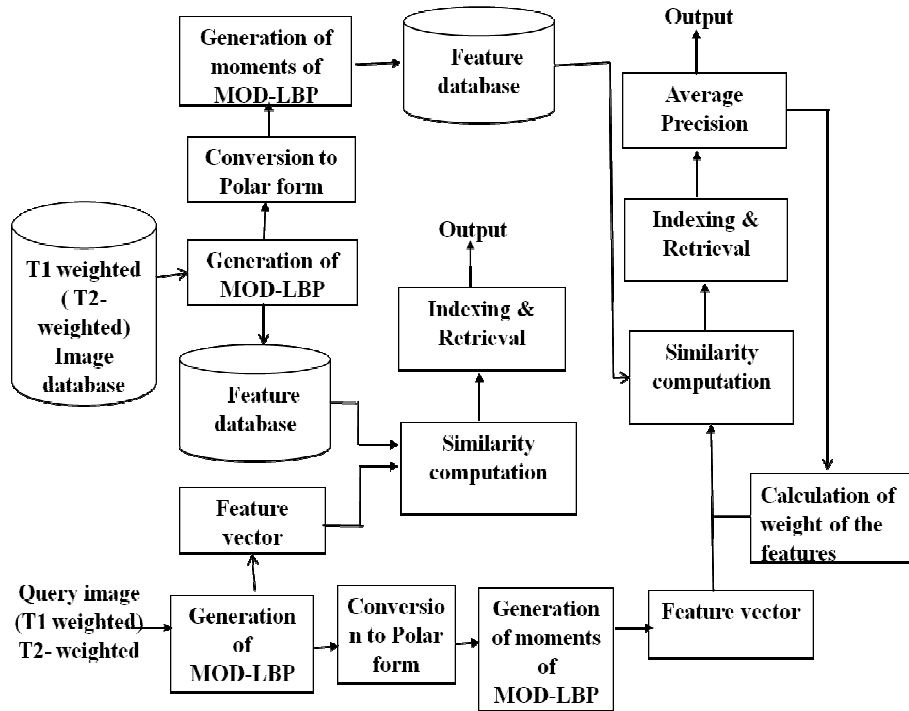 Generation of
moments of
MOD-LBP
Feature
database
Output
Average
Precision
Conversion to
Polar form
Indexing &
Retrieval
T1 weighted
( T2-
weighted)
Image
database
Generation of
MOD-LBP
Output
Indexing &
Retrieval
Similarity
computation
Feature
database
Similarity
computation
Feature
vector
Calculation of
weight of the
features
Query image
(T1 weighted)
T2- weighted
Generation
of
MOD-LBP
Conversio
n to Polar
form
Generation
of moments
of
MOD-LBP
Feature vector